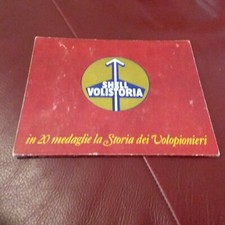 SHELL
VOLISTORIA
in 20 medaglie la Storia dei Volopionieri